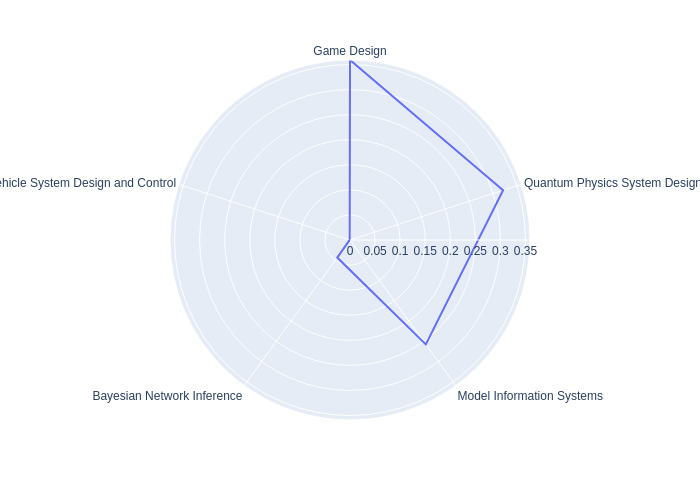 Game Design
ehicle System Design and Control
Quantum Physics System Design
0 0.05 0.1 0.15 0.2 0.25 0.3 0.35
Bayesian Network Inference
Model Information Systems